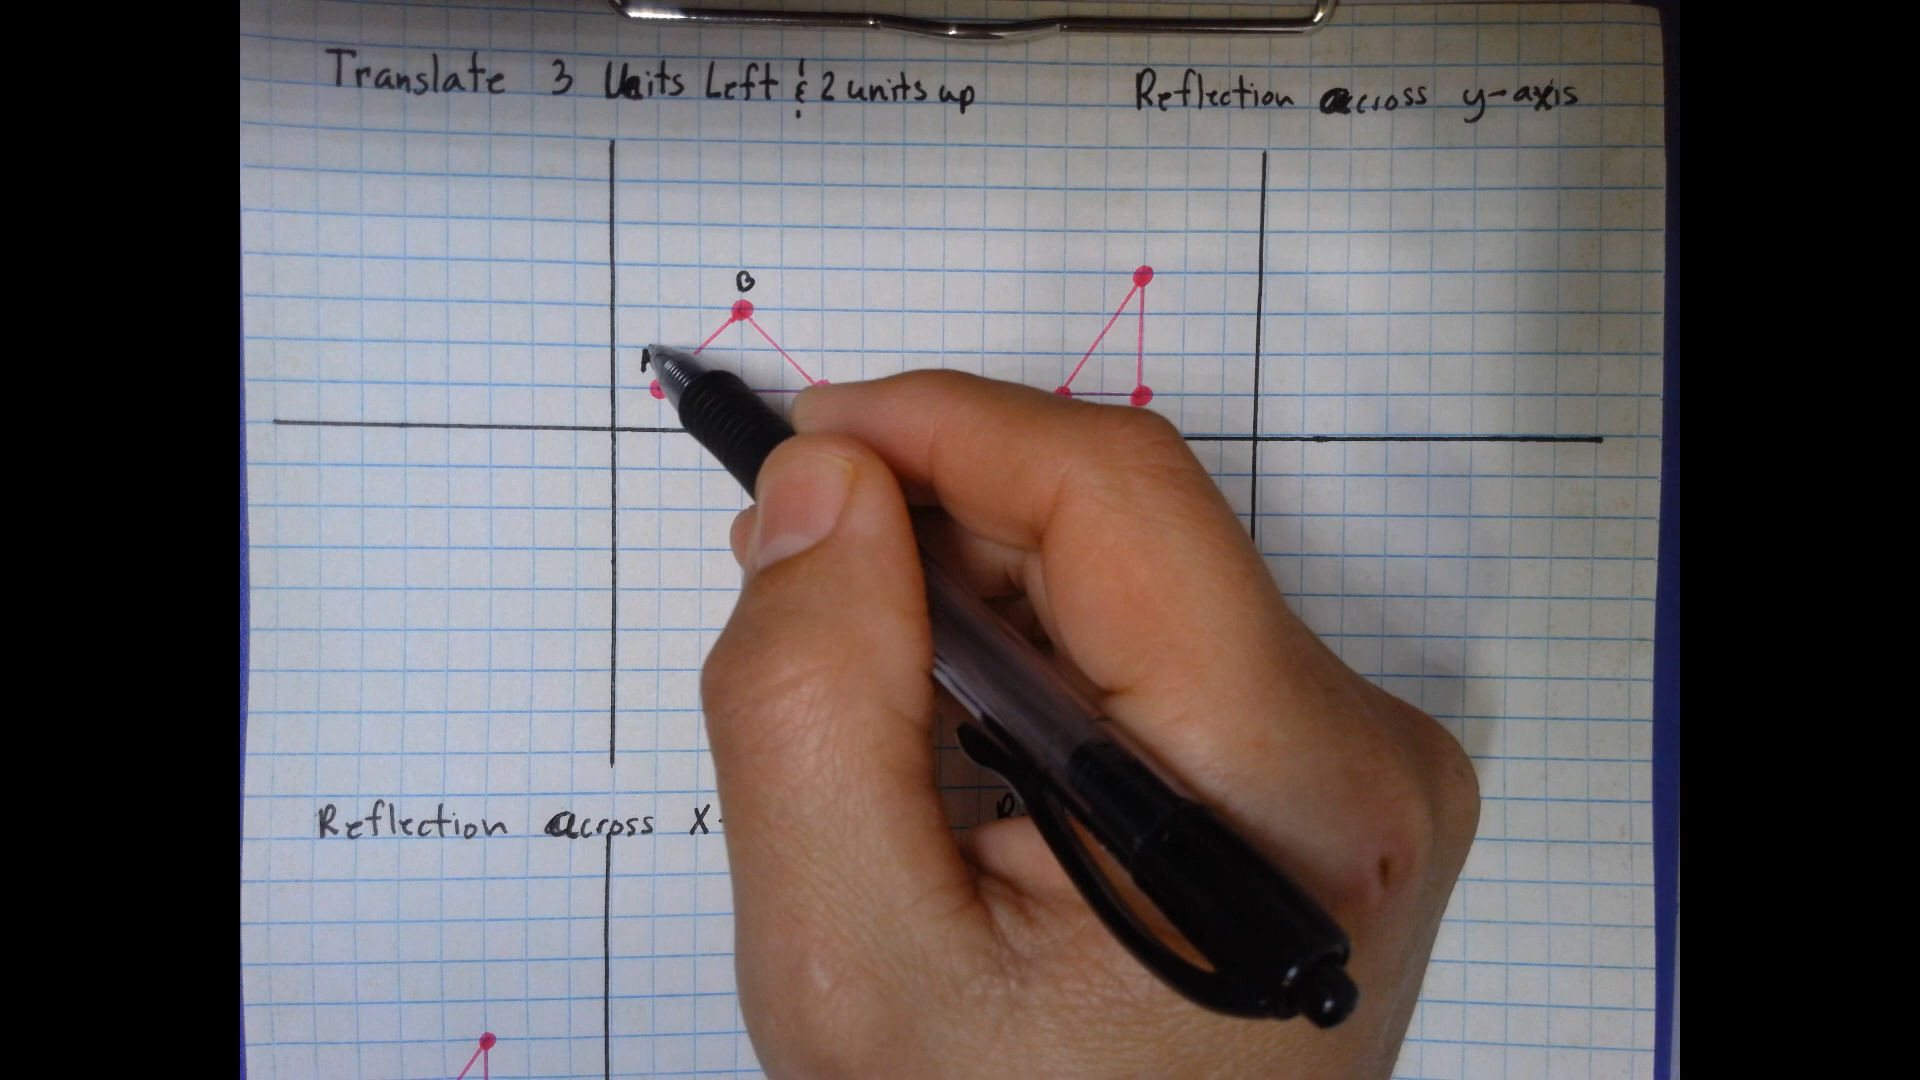 Translate 3 Units Left & 2 units up
Reflection across y-axis
B
A
Reflection across X-
R